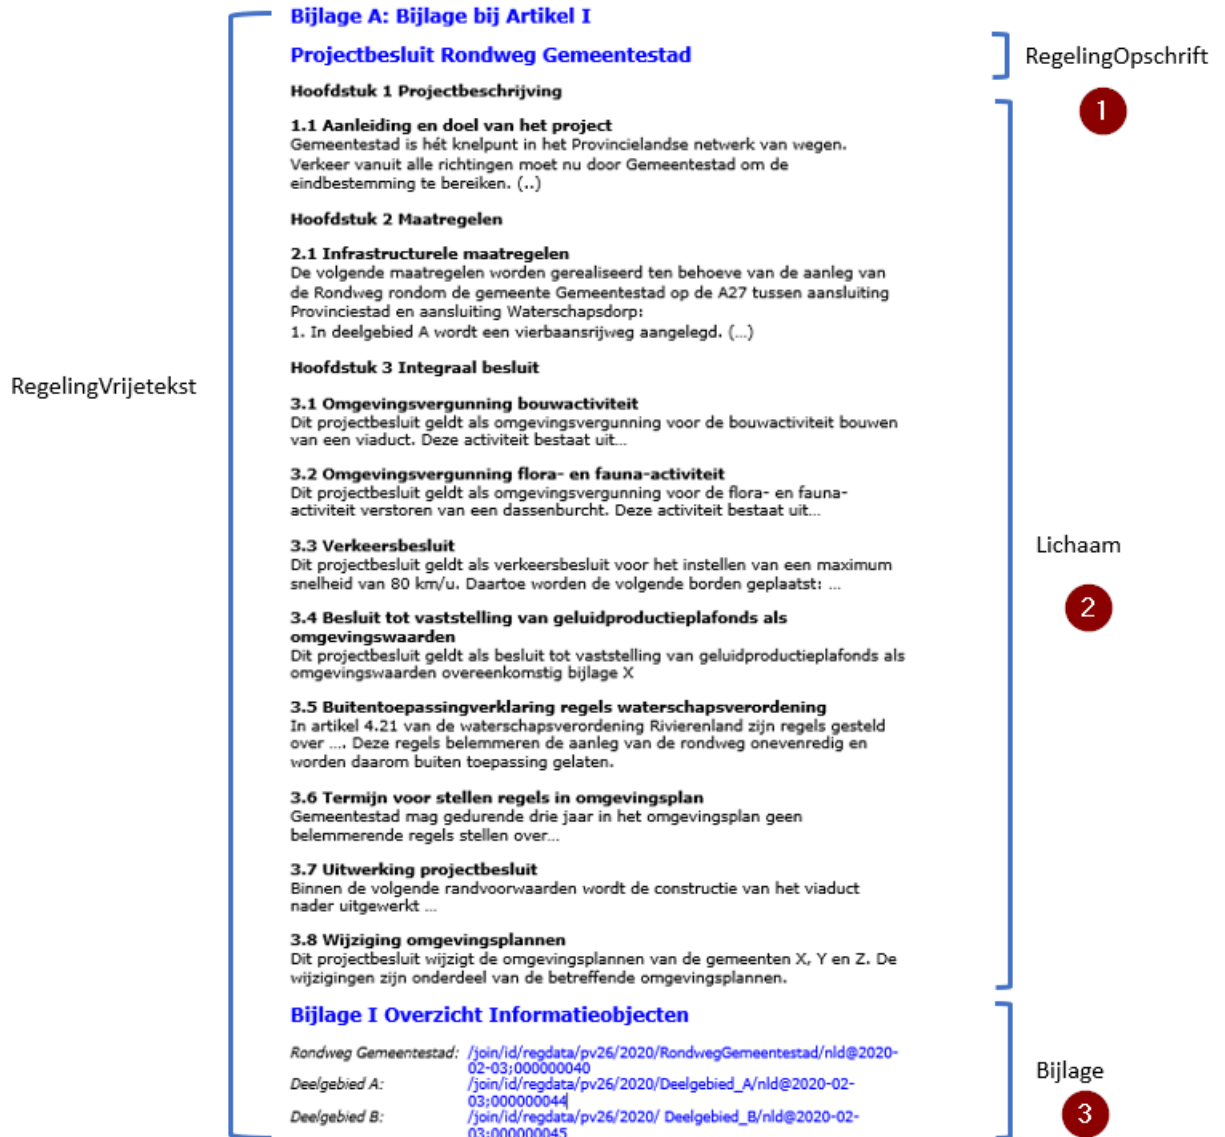 Bijlage A: Bijlage bij Artikel I
Projectbesluit Rondweg Gemeentestad
RegelingOpschrift
1
Hoofdstuk 1 Projectbeschrijving
1.1 Aanleiding en doel van het project
Gemeentestad is hét knelpunt in het Provincielandse netwerk van wegen.
Verkeer vanuit alle richtingen moet nu door Gemeentestad om de
eindbestemming te bereiken. (..)
Hoofdstuk 2 Maatregelen
2.1 Infrastructurele maatregelen
De volgende maatregelen worden gerealiseerd ten behoeve van de aanleg van
de Rondweg rondom de gemeente Gemeentestad op de A27 tussen aansluiting
Provinciestad en aansluiting Waterschapsdorp:
1. In deelgebied A wordt een vierbaansrijweg aangelegd. (...)
Hoofdstuk 3 Integraal besluit
RegelingVrijetekst
3.1 Omgevingsvergunning bouwactiviteit
Dit projectbesluit geldt als omgevingsvergunning voor de bouwactiviteit bouwen
van een viaduct. Deze activiteit bestaat uit...
3.2 Omgevingsvergunning flora- en fauna-activiteit
Dit projectbesluit geldt als omgevingsvergunning voor de flora- en fauna-
activiteit verstoren van een dassenburcht. Deze activiteit bestaat uit...
3.3 Verkeersbesluit
Dit projectbesluit geldt als verkeersbesluit voor het instellen van een maximum
snelheid van 80 km/u. Daartoe worden de volgende borden geplaatst: ...
Lichaam
2
3.4 Besluit tot vaststelling van geluidproductieplafonds als
omgevingswaarden
Dit projectbesluit geldt als besluit tot vaststelling van geluidproductieplafonds als
omgevingswaarden overeenkomstig bijlage X
3.5 Buitentoepassingverklaring regels waterschapsverordening
In artikel 4.21 van de waterschapsverordening Rivierenland zijn regels gesteld
over .... Deze regels belemmeren de aanleg van de rondweg onevenredig en
worden daarom buiten toepassing gelaten.
3.6 Termijn voor stellen regels in omgevingsplan
Gemeentestad mag gedurende drie jaar in het omgevingsplan geen
belemmerende regels stellen over...
3.7 Uitwerking projectbesluit
Binnen de volgende randvoorwaarden wordt de constructie van het viaduct
nader uitgewerkt ...
3.8 Wijziging omgevingsplannen
Dit projectbesluit wijzigt de omgevingsplannen van de gemeenten X, Y en Z. De
wijzigingen zijn onderdeel van de betreffende omgevingsplannen.
Bijlage I Overzicht Informatieobjecten
Rondweg Gemeentestad: /join/id/regdata/pv26/2020/RondwegGemeentestad/nld@2020-
02-03;000000040
Deelgebied A: /join/id/regdata/pv26/2020/Deelgebied_A/nld@2020-02-
03;000000044
Deelgebied B: /join/id/regdata/pv26/2020/ Deelgebied_B/nld@2020-02-
03;000000045
Bijlage
3